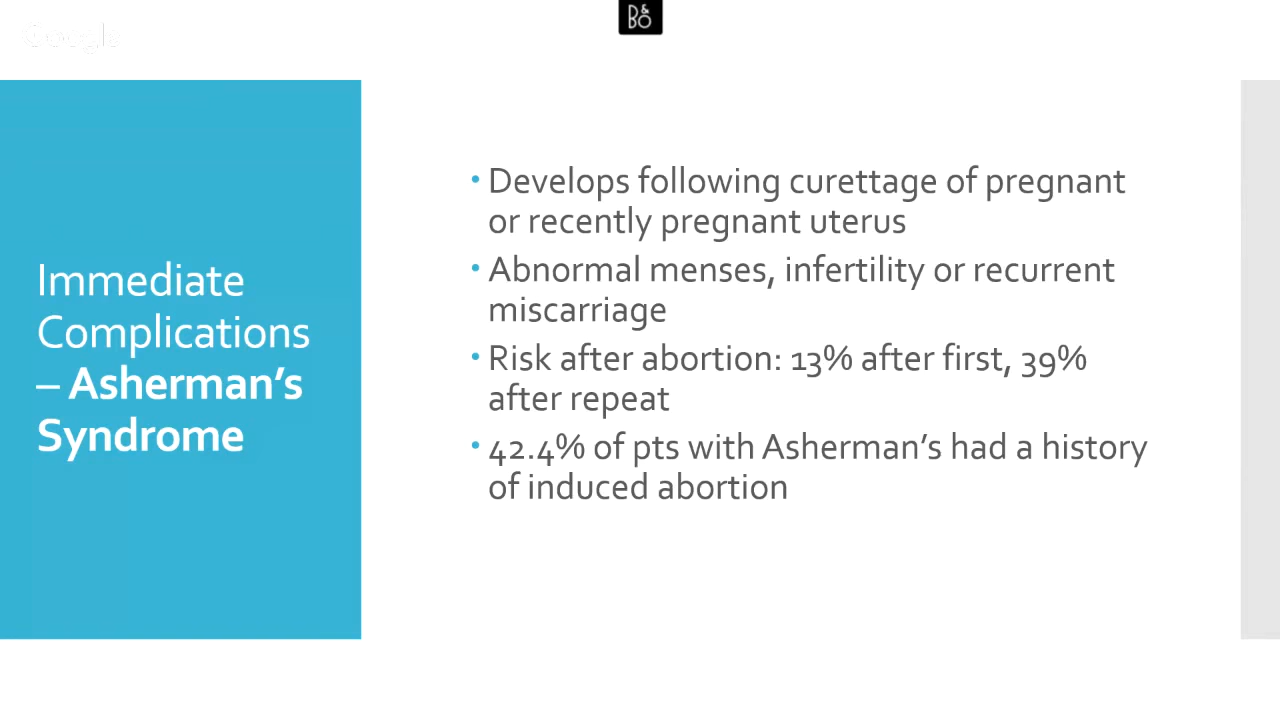 Google
B&O
Immediate
Complications
– Asherman's
Syndrome
• Develops following curettage of pregnant
or recently pregnant uterus
• Abnormal menses, infertility or recurrent
miscarriage
• Risk after abortion: 13% after first, 39%
after repeat
• 42.4% of pts with Asherman's had a history
of induced abortion